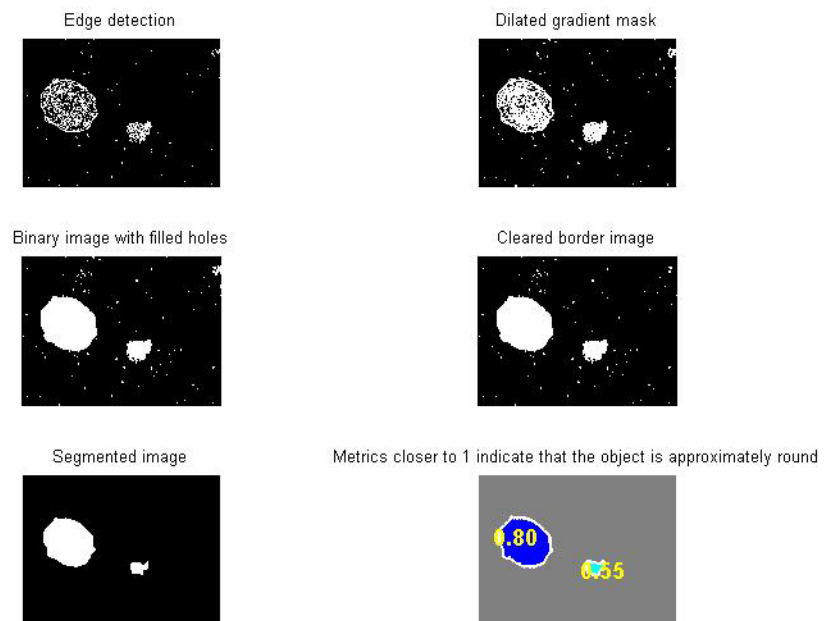 Edge detection
Dilated gradient mask
Binary image with filled holes
Cleared border image
Segmented image
Metrics closer to 1 indicate that the object is approximately round
0.80
0.55